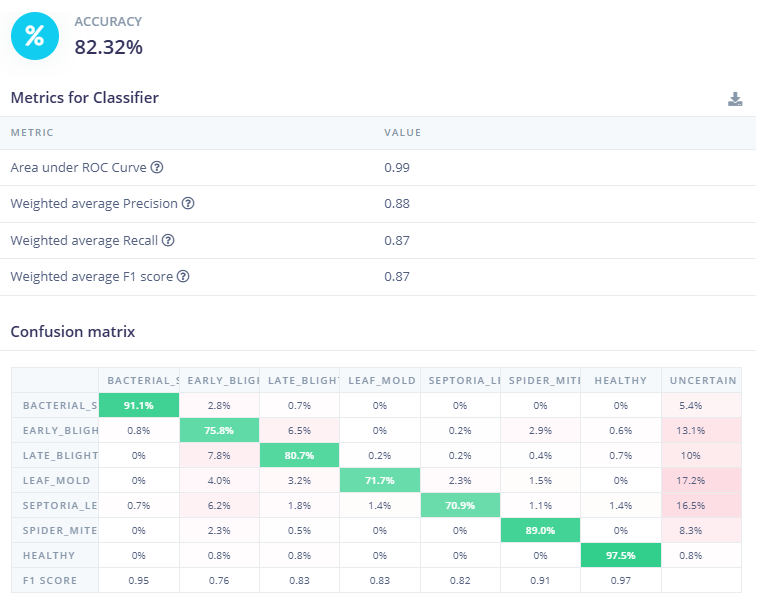 %
ACCURACY
82.32%
Metrics for Classifier
METRIC VALUE
Area under ROC Curve ? 0.99
Weighted average Precision ? 0.88
Weighted average Recall ? 0.87
Weighted average F1 score ? 0.87
Confusion matrix
BACTERIAL_S EARLY_BLIGH LATE_BLIGHT LEAF_MOLD SEPTORIA_LE SPIDER_MITE HEALTHY UNCERTAIN
BACTERIAL_S 91.1% 2.8% 0.7% 0% 0% 0% 0% 5.4%
EARLY_BLIGH 0.8% 75.8% 6.5% 0% 0.2% 2.9% 0.6% 13.1%
LATE_BLIGHT 0% 7.8% 80.7% 0.2% 0.2% 0.4% 0.7% 10%
LEAF_MOLD 0% 4.0% 3.2% 71.7% 2.3% 1.5% 0% 17.2%
SEPTORIA_LE 0.7% 6.2% 1.8% 1.4% 70.9% 1.1% 1.4% 16.5%
SPIDER_MITE 0% 2.3% 0.5% 0% 0% 89.0% 0% 8.3%
HEALTHY 0% 0.8% 0.8% 0% 0% 0% 97.5% 0.8%
F1 SCORE 0.95 0.76 0.83 0.83 0.82 0.91 0.97